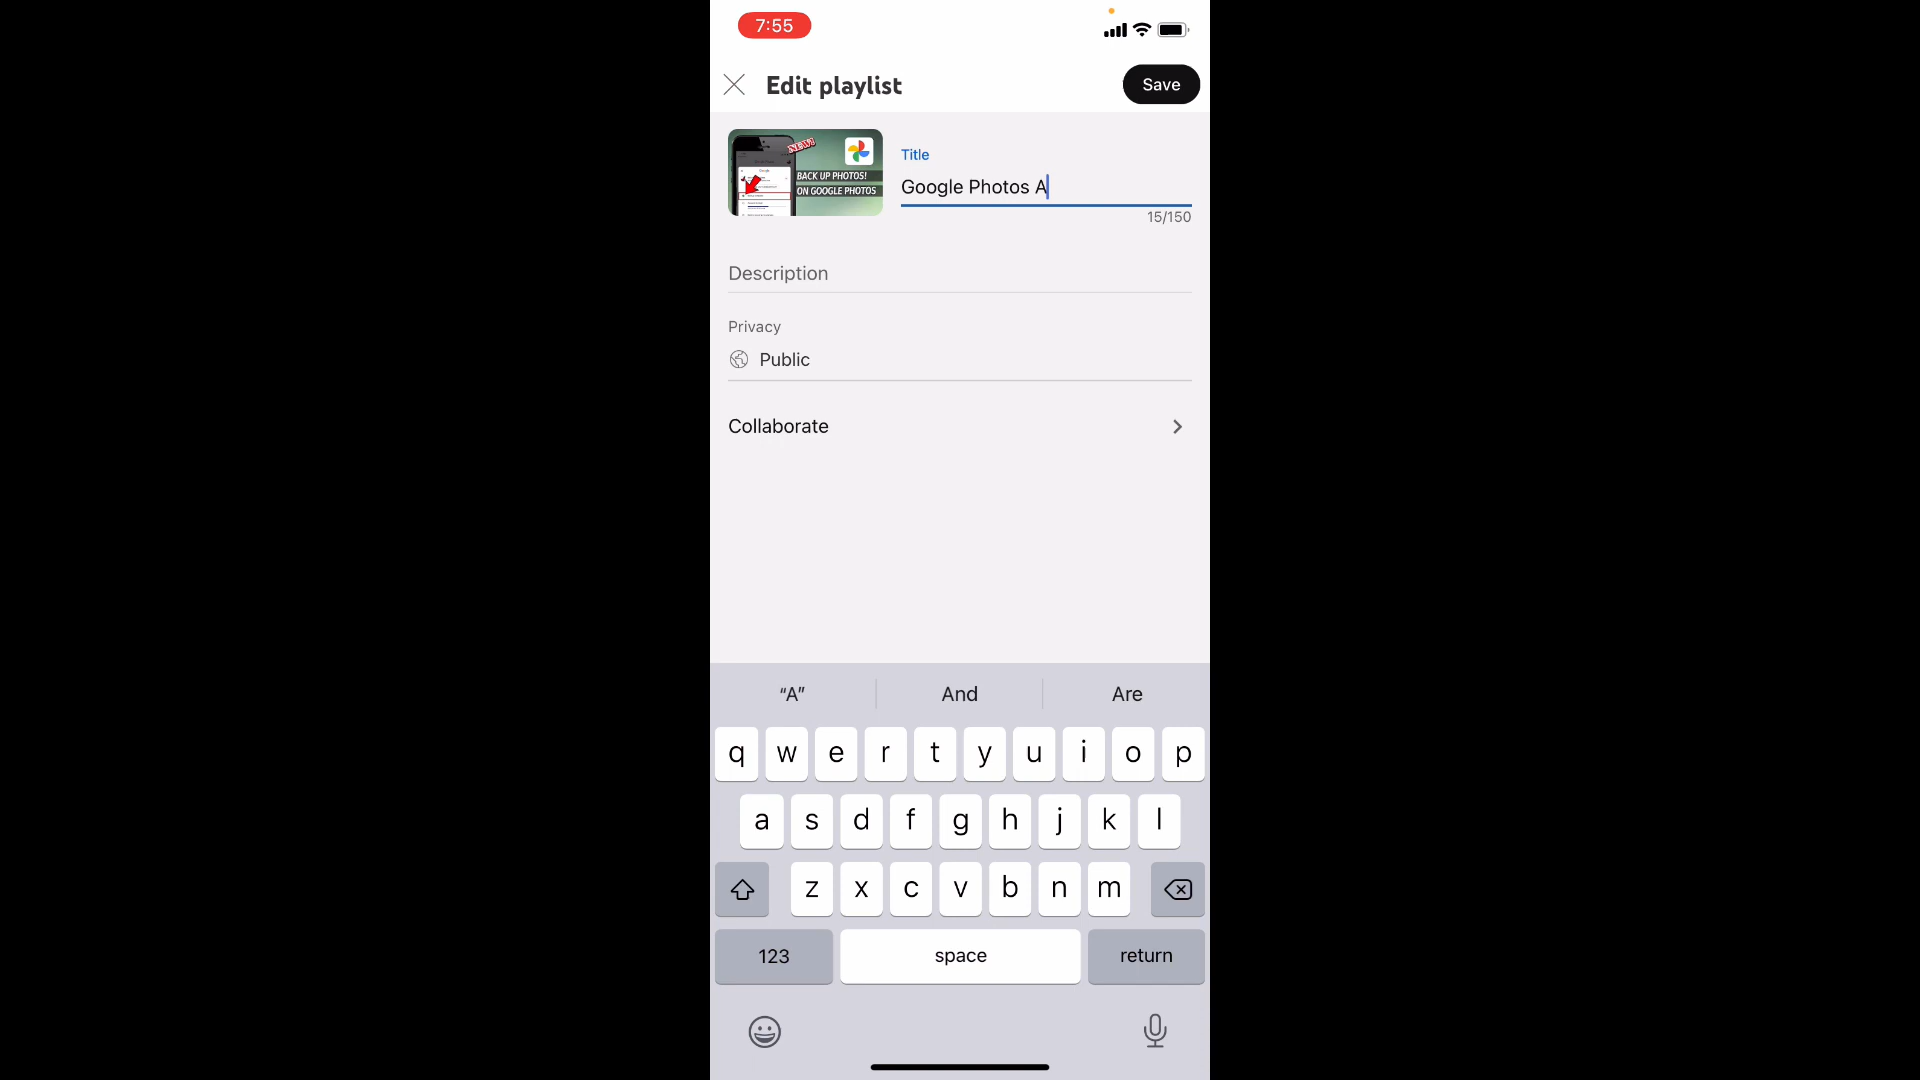 7:55
Edit playlist
Save
NEW!
BACK UP PHOTOS!
ON GOOGLE PHOTOS
Title
Google Photos A
15/150
Description
Privacy
Public
Collaborate
“A”
And
Are
q w e r t y u i o p
a s d f g h j k l
z x c v b n m
123
space
return